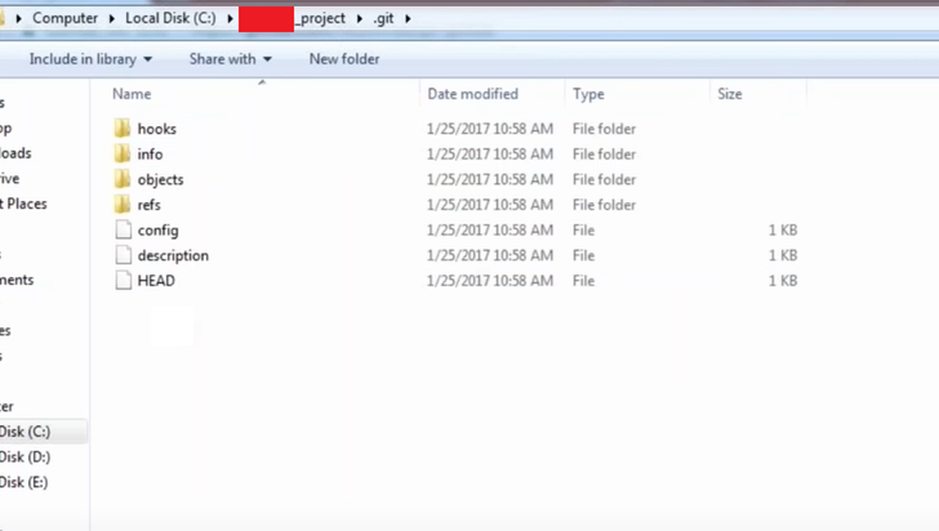 Computer Local Disk (C:) _project .git
Include in library Share with New folder
Name Date modified Type Size
hooks 1/25/2017 10:58 AM File folder
info 1/25/2017 10:58 AM File folder
objects 1/25/2017 10:58 AM File folder
refs 1/25/2017 10:58 AM File folder
config 1/25/2017 10:58 AM File 1 KB
description 1/25/2017 10:58 AM File 1 KB
HEAD 1/25/2017 10:58 AM File 1 KB
s
op
loads
rive
t Places
s
ments
es
s
ter
Disk (C:)
Disk (D:)
Disk (E:)